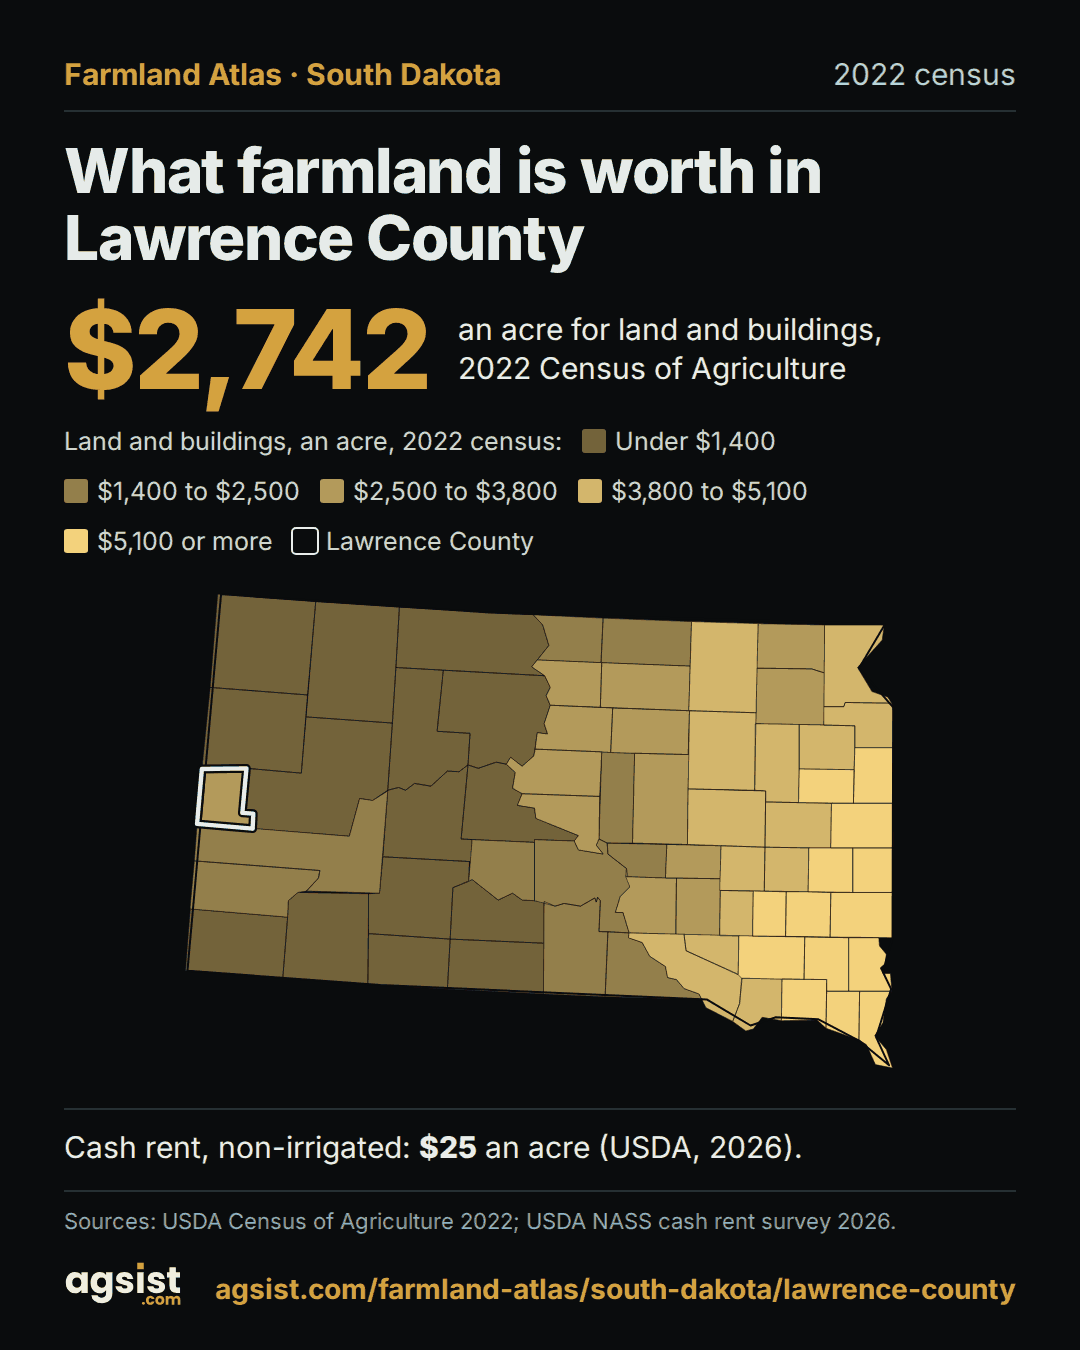 Farmland Atlas · South Dakota
2022 census
What farmland is worth in
Lawrence County
$2,742
an acre for land and buildings,
2022 Census of Agriculture
Land and buildings, an acre, 2022 census: Under $1,400
$1,400 to $2,500 $2,500 to $3,800 $3,800 to $5,100
$5,100 or more Lawrence County
Cash rent, non-irrigated: $25 an acre (USDA, 2026).
Sources: USDA Census of Agriculture 2022; USDA NASS cash rent survey 2026.
agsist
.com
agsist.com/farmland-atlas/south-dakota/lawrence-county